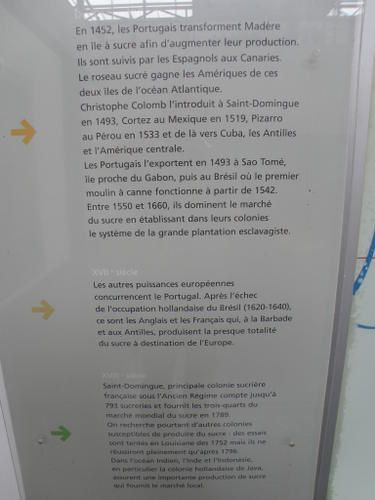 En 1452, les Portugais transforment Madère
en île à sucre afin d'augmenter leur production.
Ils sont suivis par les Espagnols aux Canaries.
Le roseau sucré gagne les Amériques de ces
deux îles de l'océan Atlantique.
Christophe Colomb l'introduit à Saint-Domingue
en 1493, Cortez au Mexique en 1519, Pizarro
au Pérou en 1533 et de là vers Cuba, les Antilles
et l'Amérique centrale.
Les Portugais l'exportent en 1493 à Sao Tomé,
île proche du Gabon, puis au Brésil où le premier
moulin à canne fonctionne à partir de 1542.
Entre 1550 et 1660, ils dominent le marché
du sucre en établissant dans leurs colonies
le système de la grande plantation esclavagiste.
XVIIe siècle
Les autres puissances européennes
concurrencent le Portugal. Après l'échec
de l'occupation hollandaise du Brésil (1620-1640),
ce sont les Anglais et les Français qui, à la Barbade
et aux Antilles, produisent la presque totalité
du sucre à destination de l'Europe.
XVIIIe siècle
Saint-Domingue, principale colonie sucrière
française sous l'Ancien Régime compte jusqu'à
793 sucreries et fournit les trois-quarts du
marché mondial du sucre en 1789.
On recherche pourtant d'autres colonies
susceptibles de produire du sucre : des essais
sont tentés en Louisiane dès 1752 mais ils ne
réussiront pleinement qu'après 1796.
Dans l'océan Indien, l'Inde et l'Indonésie,
en particulier la colonie hollandaise de Java,
assurent une importante production de sucre
qui fournit le marché local.